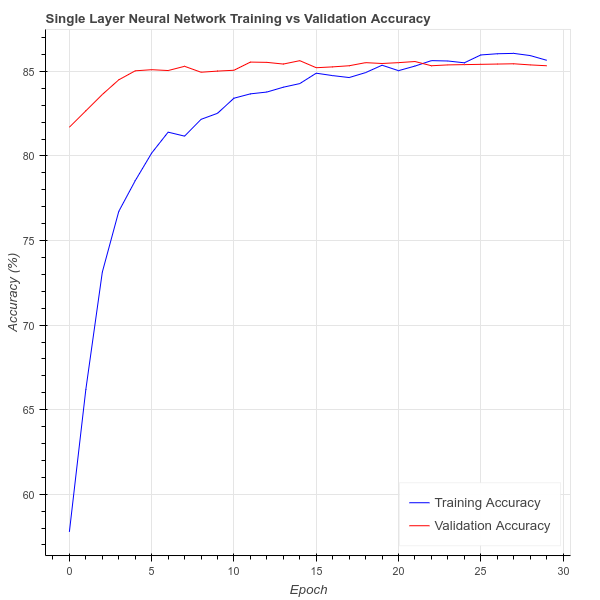 Single Layer Neural Network Training vs Validation Accuracy
85
80
75
70
65
60
Accuracy (%)
Training Accuracy
Validation Accuracy
0 5 10 15 20 25 30
Epoch